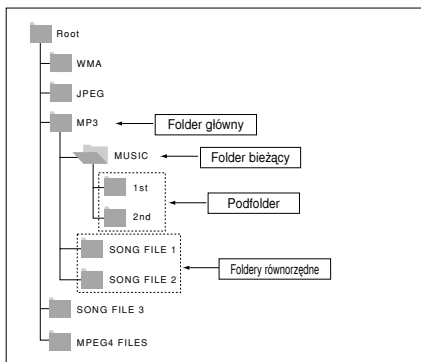 Root
WMA
JPEG
MP3 Folder główny
MUSIC Folder bieżący
1st
Podfolder
2nd
SONG FILE 1
Foldery równorzędne
SONG FILE 2
SONG FILE 3
MPEG4 FILES